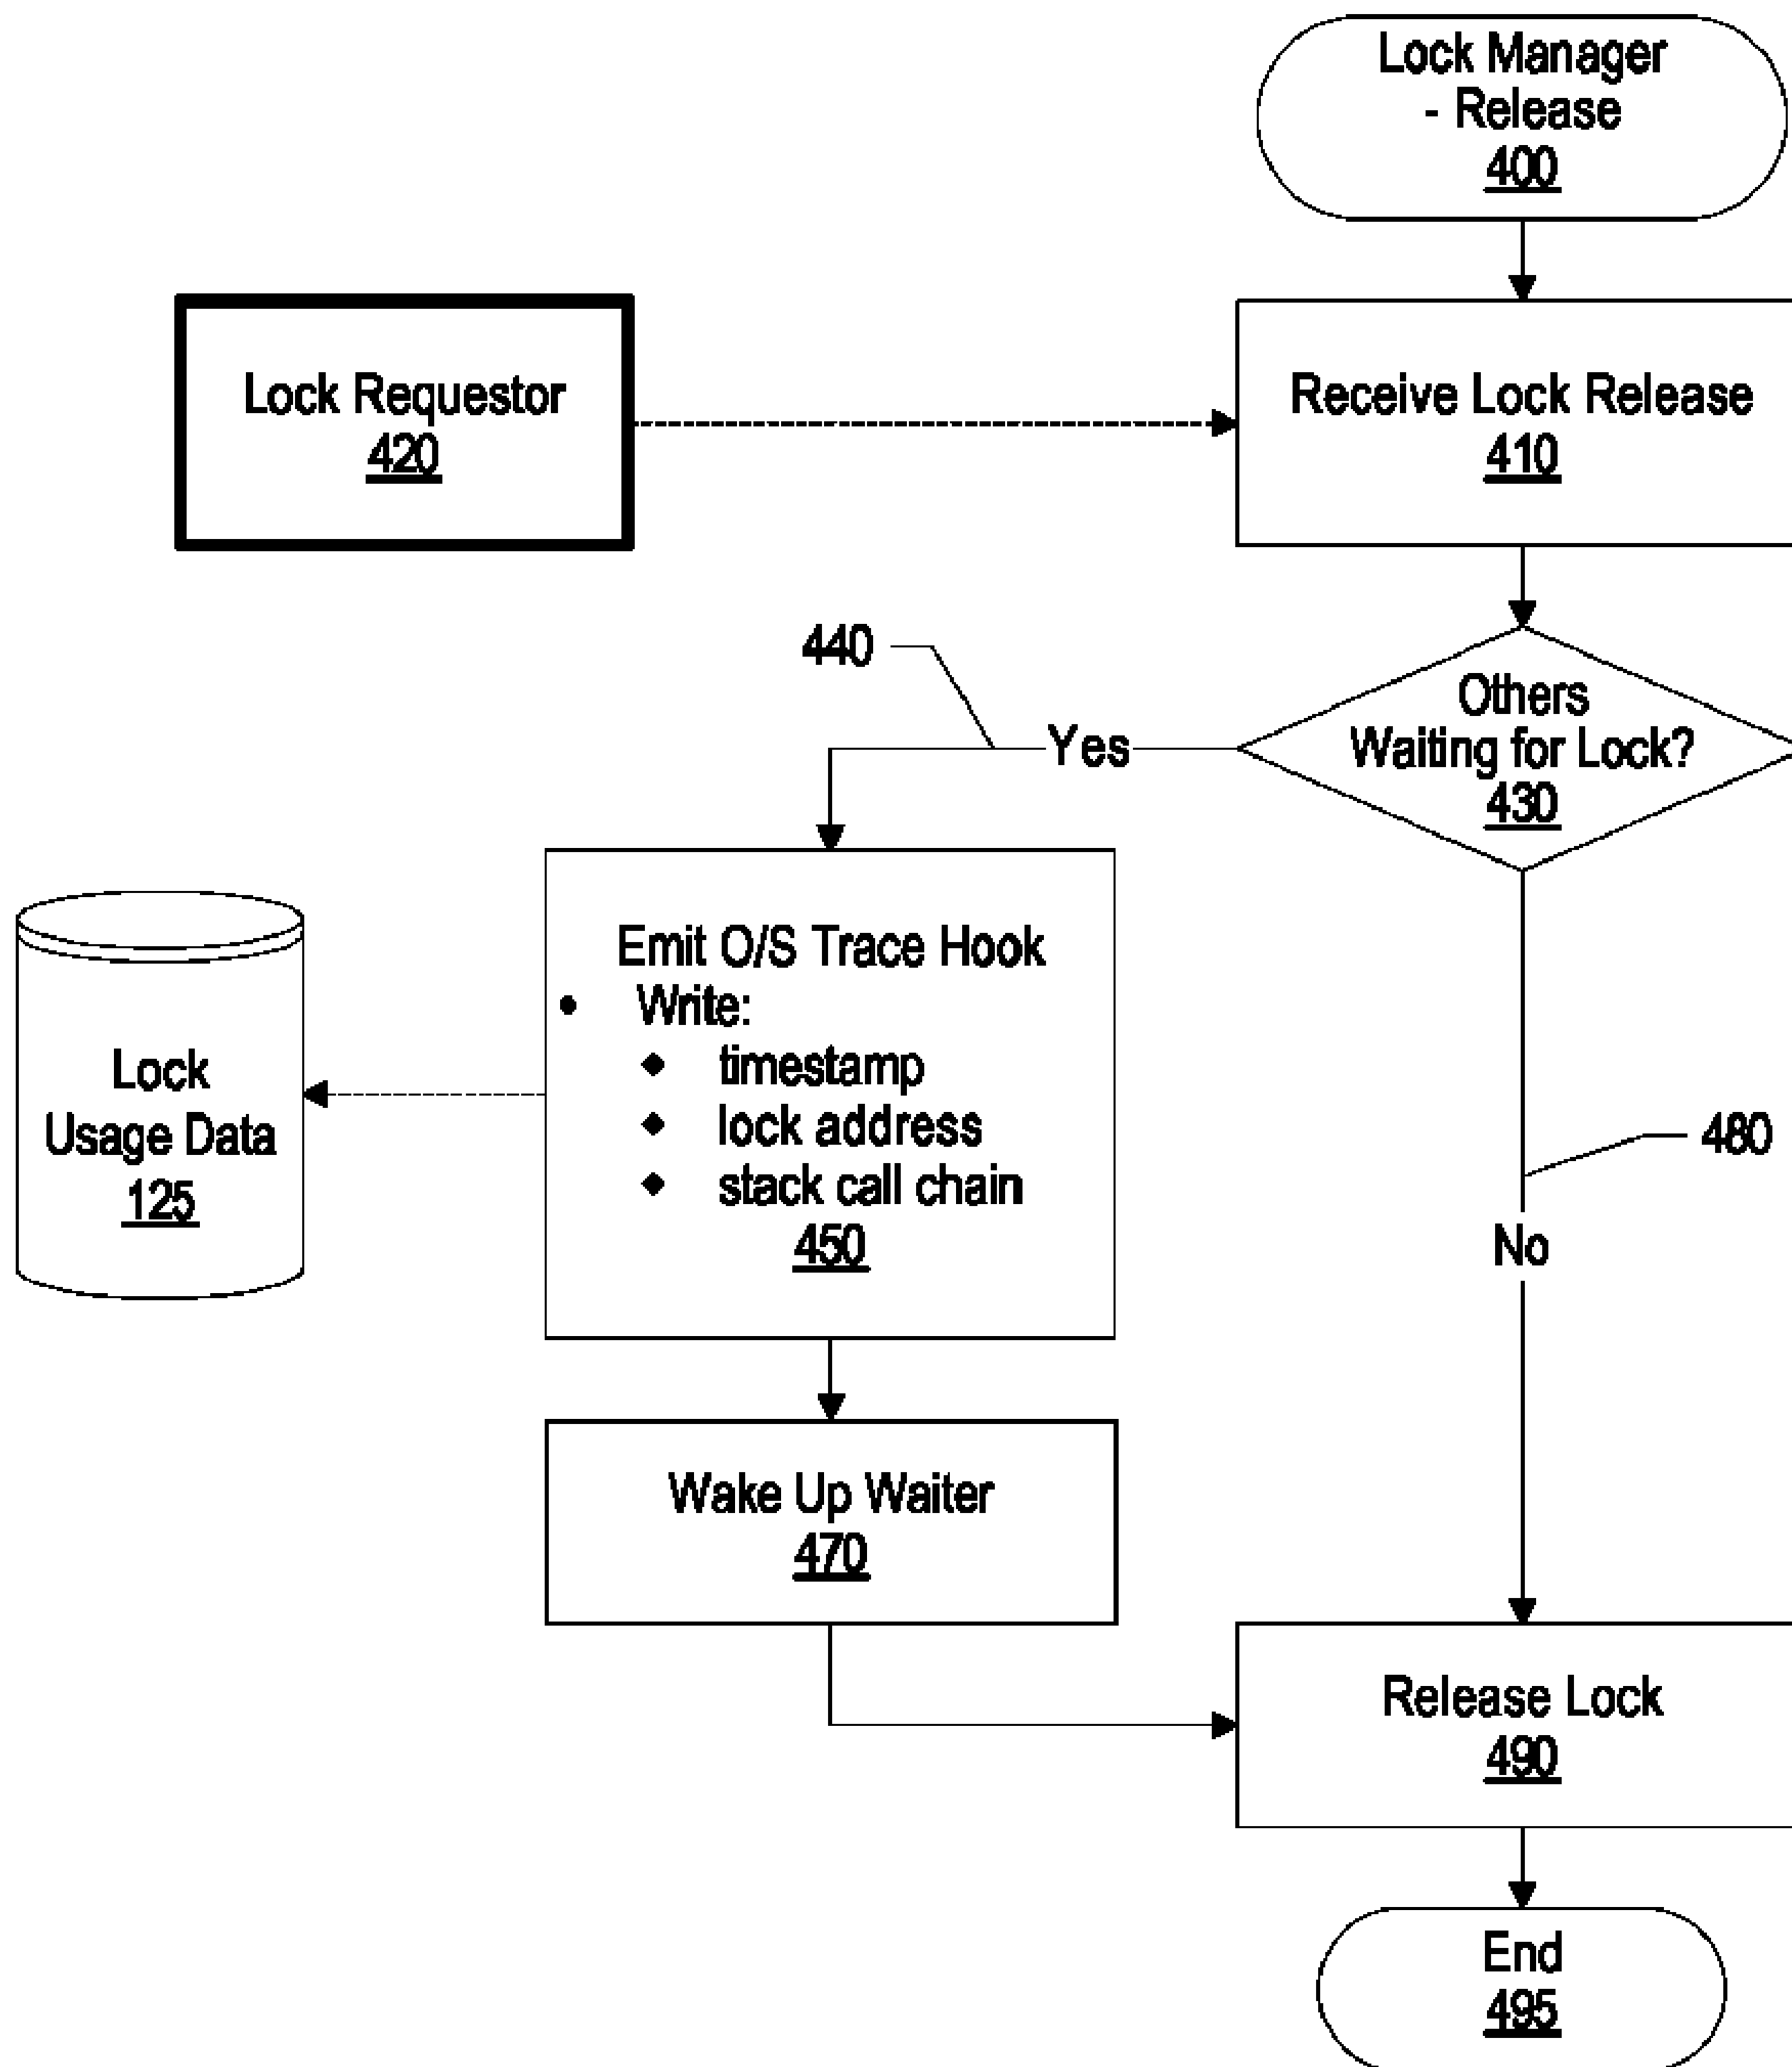 Lock Manager
- Release
400
Lock Requestor
420
Receive Lock Release
410
440
Yes
Others
Waiting for Lock?
430
Emit O/S Trace Hook
• Write:
◆ timestamp
◆ lock address
◆ stack call chain
450
Lock
Usage Data
125
480
No
Wake Up Waiter
470
Release Lock
490
End
495